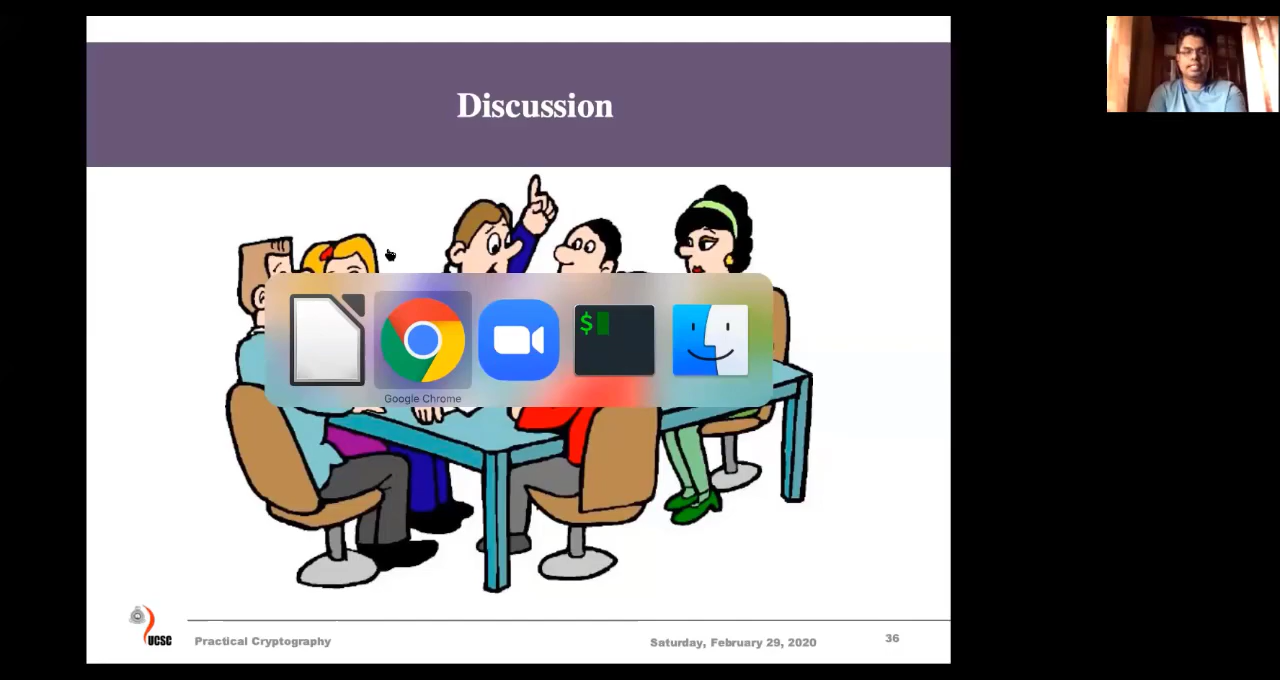 Discussion
$
Google Chrome
UCSC
Practical Cryptography
Saturday, February 29, 2020
36